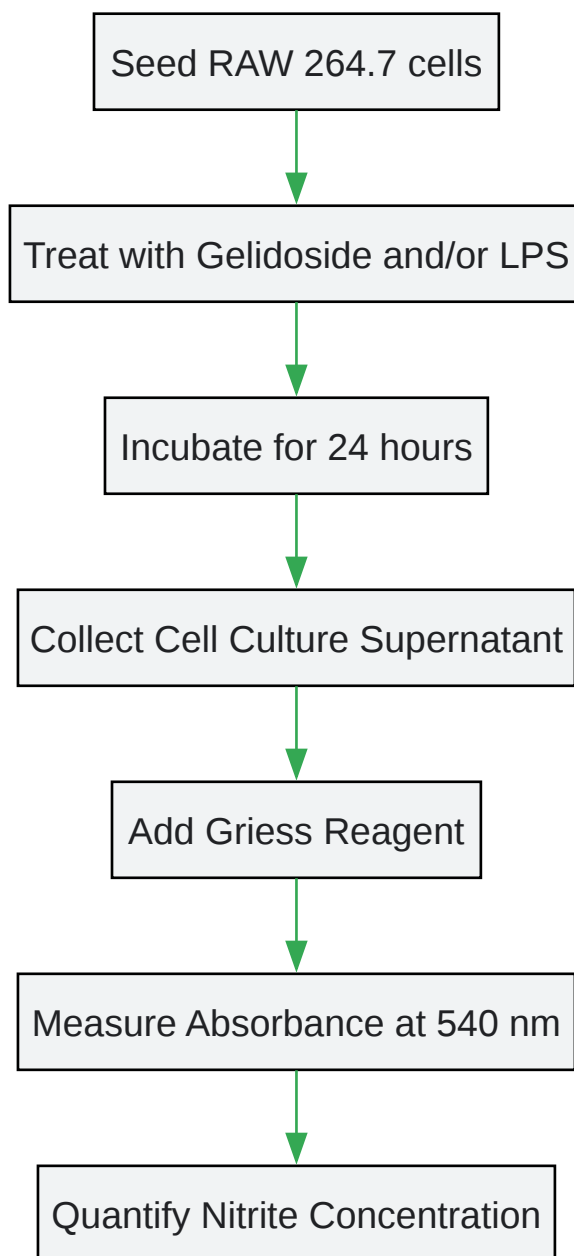 Seed RAW 264.7 cells
Treat with Gelidoside and/or LPS
Incubate for 24 hours
Collect Cell Culture Supernatant
Add Griess Reagent
Measure Absorbance at 540 nm
Quantify Nitrite Concentration